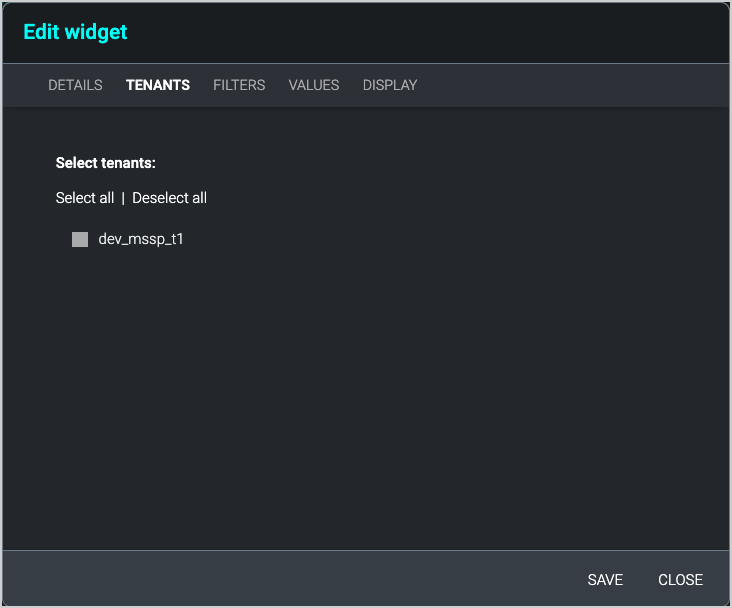 Edit widget
DETAILS TENANTS FILTERS VALUES DISPLAY
Select tenants:
Select all | Deselect all
dev_mssp_t1
SAVE CLOSE